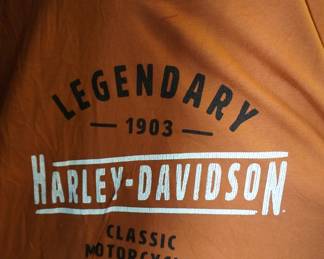 LEGENDARY
— 1903 —
HARLEY-DAVIDSON
CLASSIC